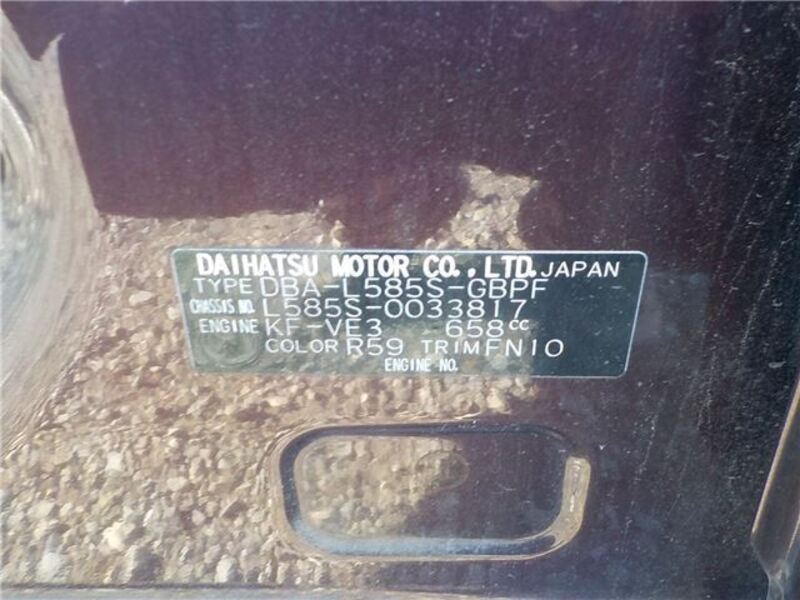 DAIHATSU MOTOR CO., LTD. JAPAN
TYPE DBA-L585S-GBPF
CHASSIS NO. L585S-0033817
ENGINE KF-VE3 658cc
COLOR R59 TRIM FN10
ENGINE NO.